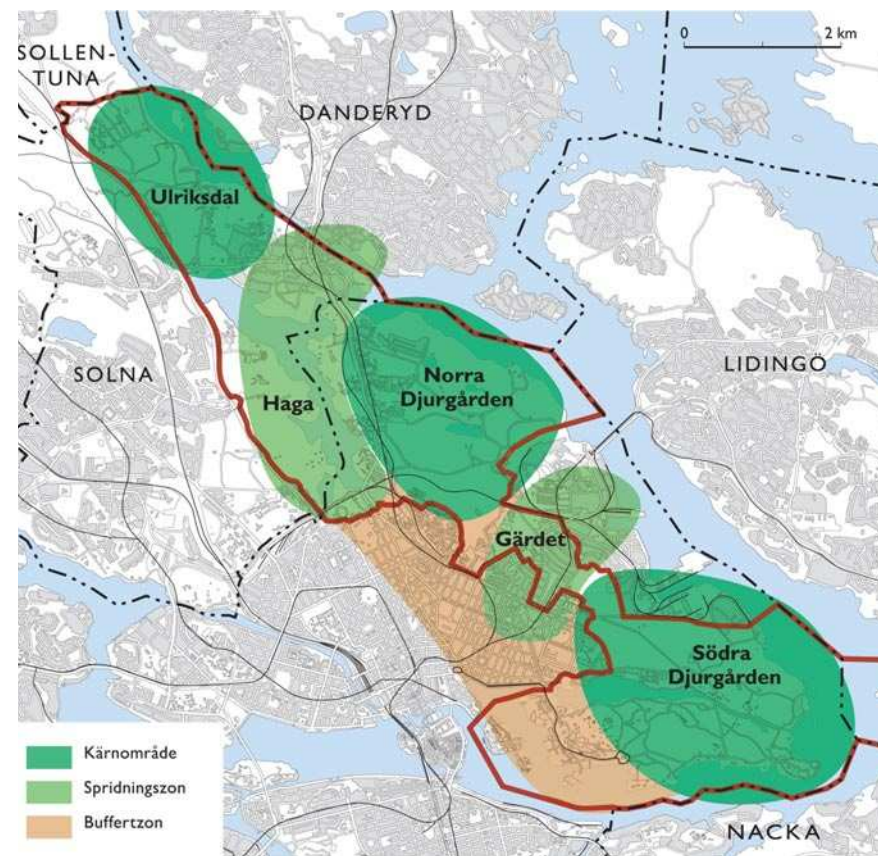 SOLLEN-
TUNA
DANDERYD
0
2 km
Ulriksdal
SOLNA
Haga
Norra
Djurgården
LIDINGÖ
Gärdet
Södra
Djurgården
Kärnområde
Spridningszon
Buffertzon
NACKA